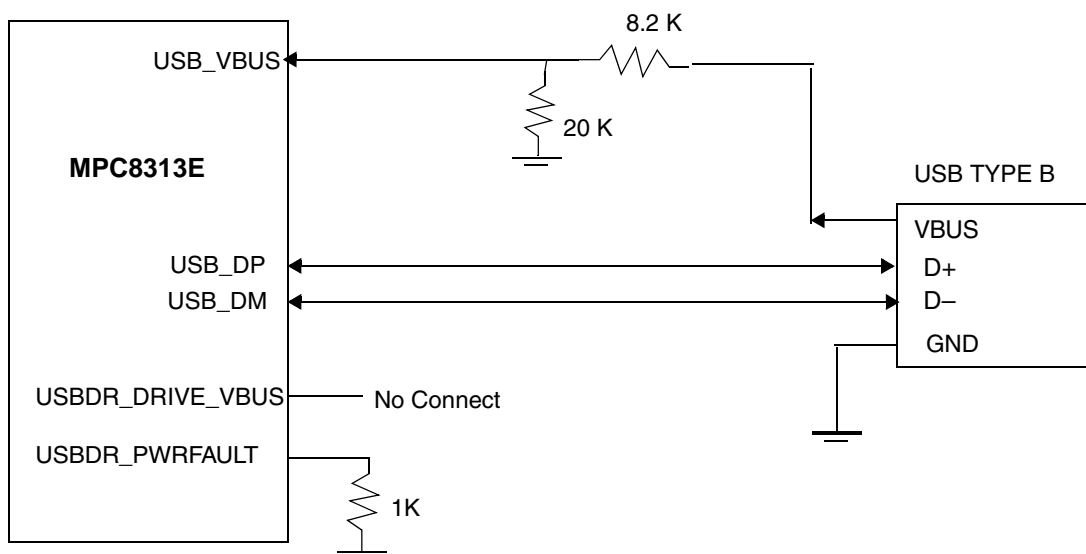 8.2 K
USB_VBUS
20 K
MPC8313E
USB TYPE B
VBUS
USB_DP
D+
USB_DM
D–
GND
USBDR_DRIVE_VBUS
No Connect
USBDR_PWRFAULT
1K